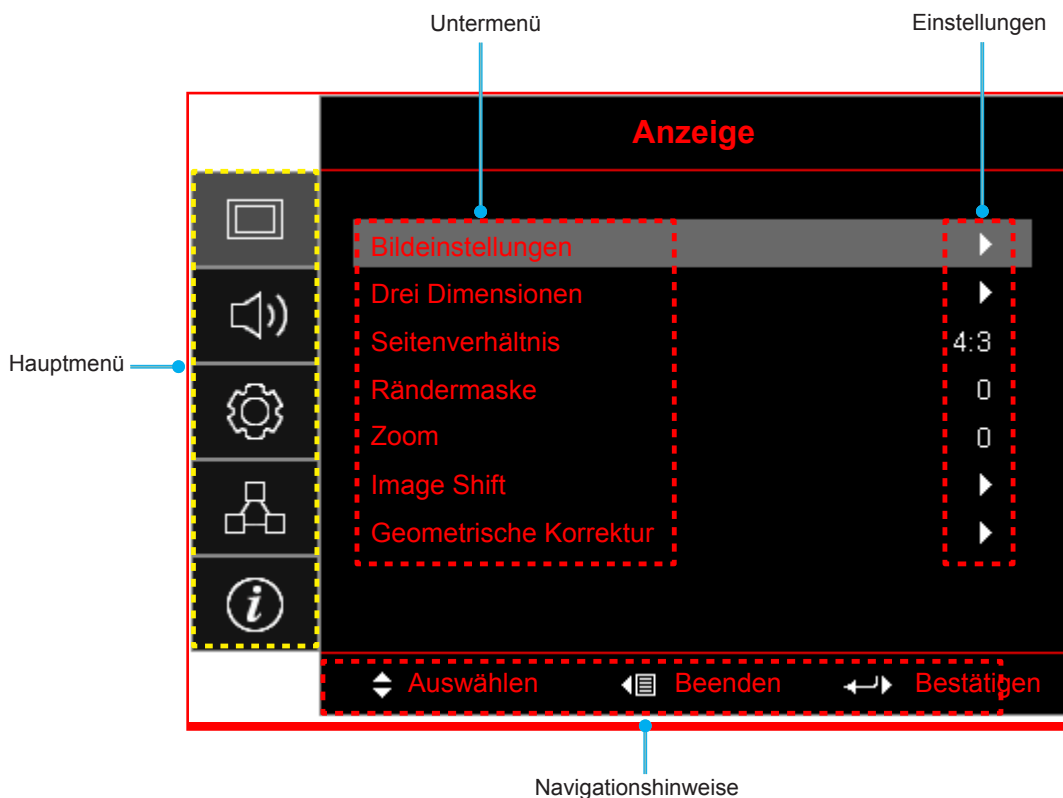 Untermenü
Einstellungen
Anzeige
Bildeinstellungen
Drei Dimensionen
Seitenverhältnis 4:3
Hauptmenü
Rändermaske 0
Zoom 0
Image Shift
Geometrische Korrektur
i
Auswählen Beenden Bestätigen
Navigationshinweise